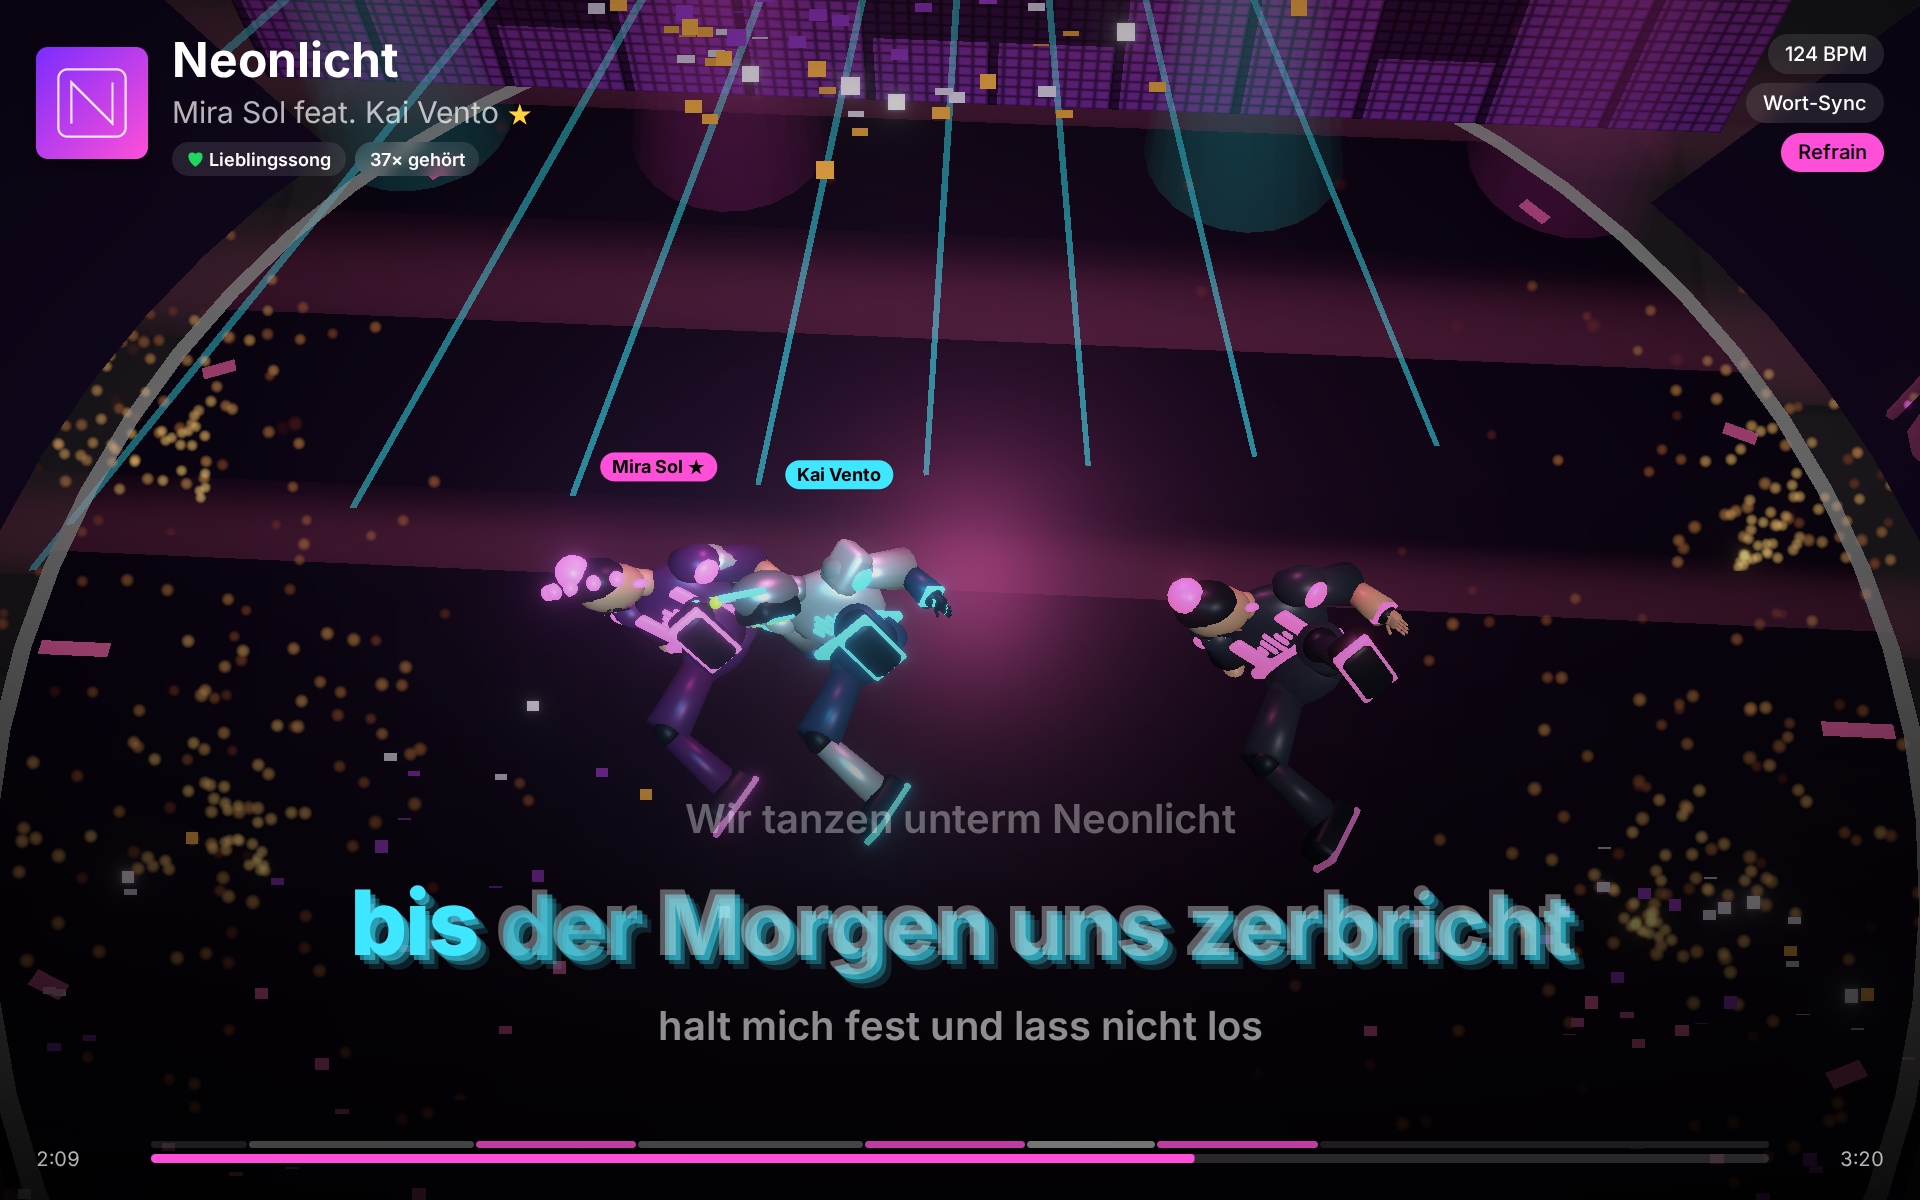 N
Neonlicht
Mira Sol feat. Kai Vento ★
Lieblingssong
37× gehört
124 BPM
Wort-Sync
Refrain
Mira Sol ★
Kai Vento
Wir tanzen unterm Neonlicht
bis der Morgen uns zerbricht
halt mich fest und lass nicht los
2:09
3:20